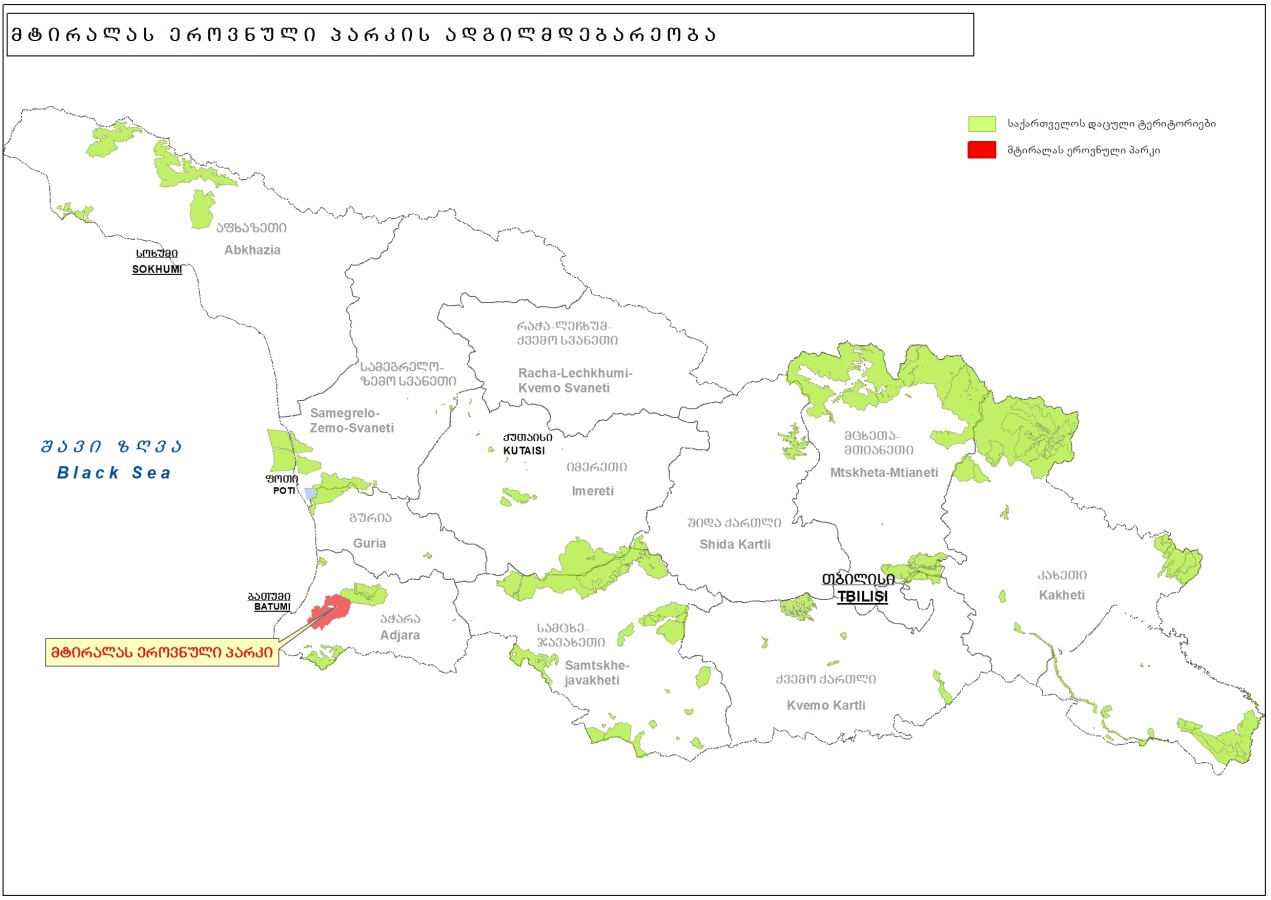 მტირალას ეროვნული პარკის ადგილმდებარეობა
საქართველოს დაცული ტერიტორიები
მტირალას ეროვნული პარკი
აფხაზეთი
Abkhazia
სოხუმი
SOKHUMI
რაჭა-ლეჩხუმ-
ქვემო სვანეთი
Racha-Lechkhumi-
Kvemo Svaneti
სამეგრელო-
ზემო სვანეთი
Samegrelo-
Zemo-Svaneti
შავი ზღვა
Black Sea
ქუთაისი
KUTAISI
იმერეთი
Imereti
მცხეთა-
მთიანეთი
Mtskheta-Mtianeti
ფოთი
POTI
გურია
Guria
შიდა ქართლი
Shida Kartli
თბილისი
TBILISI
კახეთი
Kakheti
ბათუმი
BATUMI
აჭარა
Adjara
მტირალას ეროვნული პარკი
სამცხე-
ჯავახეთი
Samtskhe-
javakheti
ქვემო ქართლი
Kvemo Kartli